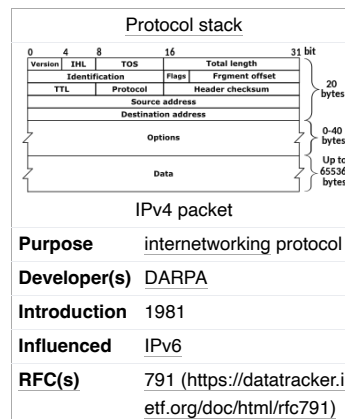 Protocol stack
0 4 8 16 31 bit
Version IHL TOS Total length
Identification Flags Frgment offset
TTL Protocol Header checksum
Source address
Destination address
20
bytes
Options
0-40
bytes
Data
Up to
65536
bytes
IPv4 packet
Purpose internetworking protocol
Developer(s) DARPA
Introduction 1981
Influenced IPv6
RFC(s) 791 (https://datatracker.i
etf.org/doc/html/rfc791)